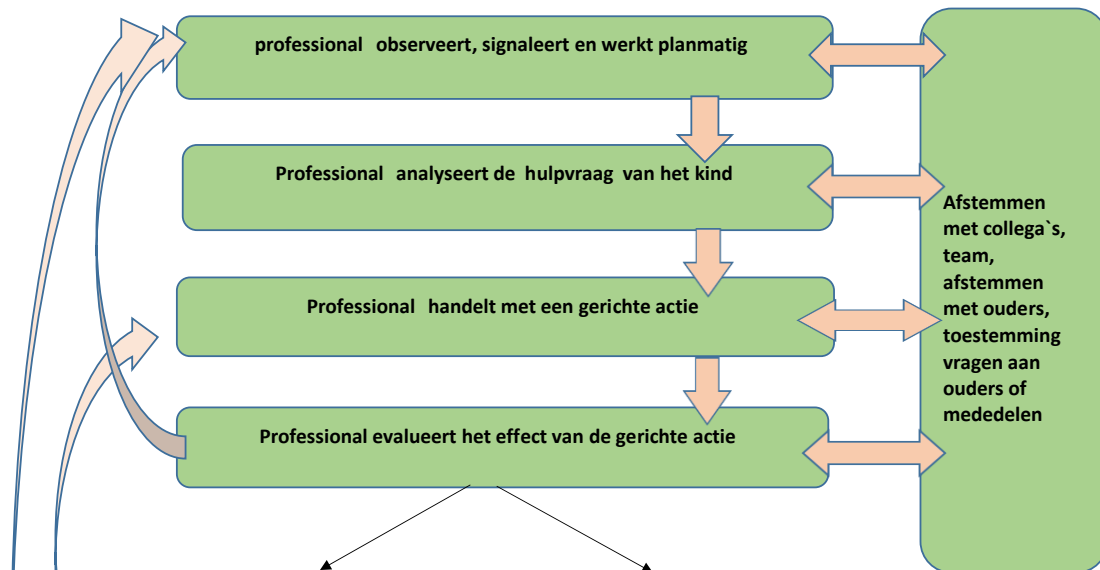 professional observeert, signaleert en werkt planmatig
Professional analyseert de hulpvraag van het kind
Professional handelt met een gerichte actie
Professional evalueert het effect van de gerichte actie
Afstemmen
met collega`s,
team,
afstemmen
met ouders,
toestemming
vragen aan
ouders of
mededelen